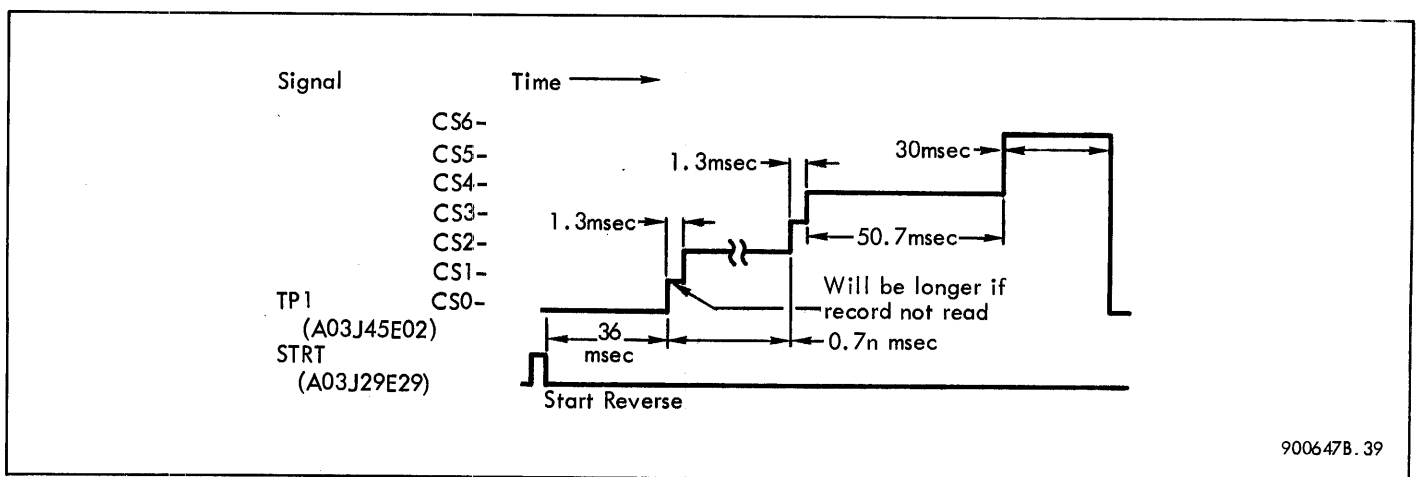 Signal Time
CS6-
CS5-
CS4-
CS3-
CS2-
CS1-
TP1 CS0-
(A03J45E02)
STRT
(A03J29E29)
1.3msec
1.3msec
30msec
50.7msec
Will be longer if
record not read
36
msec
0.7n msec
Start Reverse
900647B.39